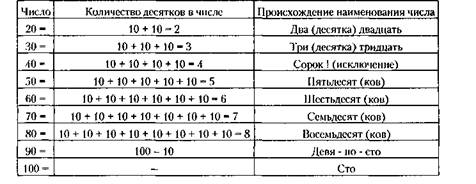 Число Количество десятков в числе Происхождение наименования числа
20 = 10 + 10 = 2 Два (десятка) двадцать
30 = 10 + 10 + 10 = 3 Три (десятка) тридцать
40 = 10 + 10 + 10 + 10 = 4 Сорок ! (исключение)
50 = 10 + 10 + 10 + 10 + 10 = 5 Пятьдесят (ков)
60 = 10 + 10 + 10 + 10 + 10 + 10 = 6 Шестьдесят (ков)
70 = 10 + 10 + 10 + 10 + 10 + 10 + 10 = 7 Семьдесят (ков)
80 = 10 + 10 + 10 + 10 + 10 + 10 + 10 + 10 = 8 Восемьдесят (ков)
90 = 100 − 10 Девя - но - сто
100 = – Сто